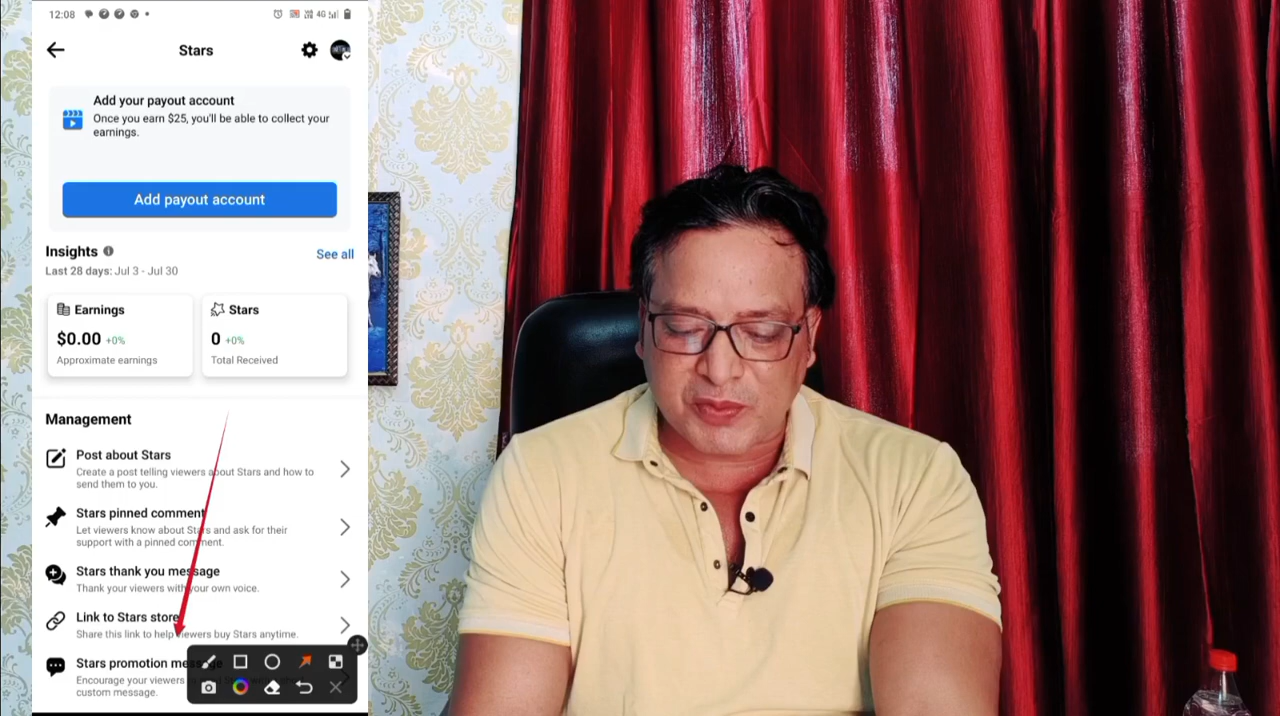 12:08
4G
Stars
Add your payout account
Once you earn $25, you'll be able to collect your
earnings.
Add payout account
Insights
See all
Last 28 days: Jul 3 - Jul 30
Earnings
$0.00 +0%
Approximate earnings
Stars
0 +0%
Total Received
Management
Post about Stars
Create a post telling viewers about Stars and how to
send them to you.
Stars pinned comment
Let viewers know about Stars and ask for their
support with a pinned comment.
Stars thank you message
Thank your viewers with your own voice.
Link to Stars store
Share this link to help viewers buy Stars anytime.
Stars promotion
Encourage your viewers
custom message.